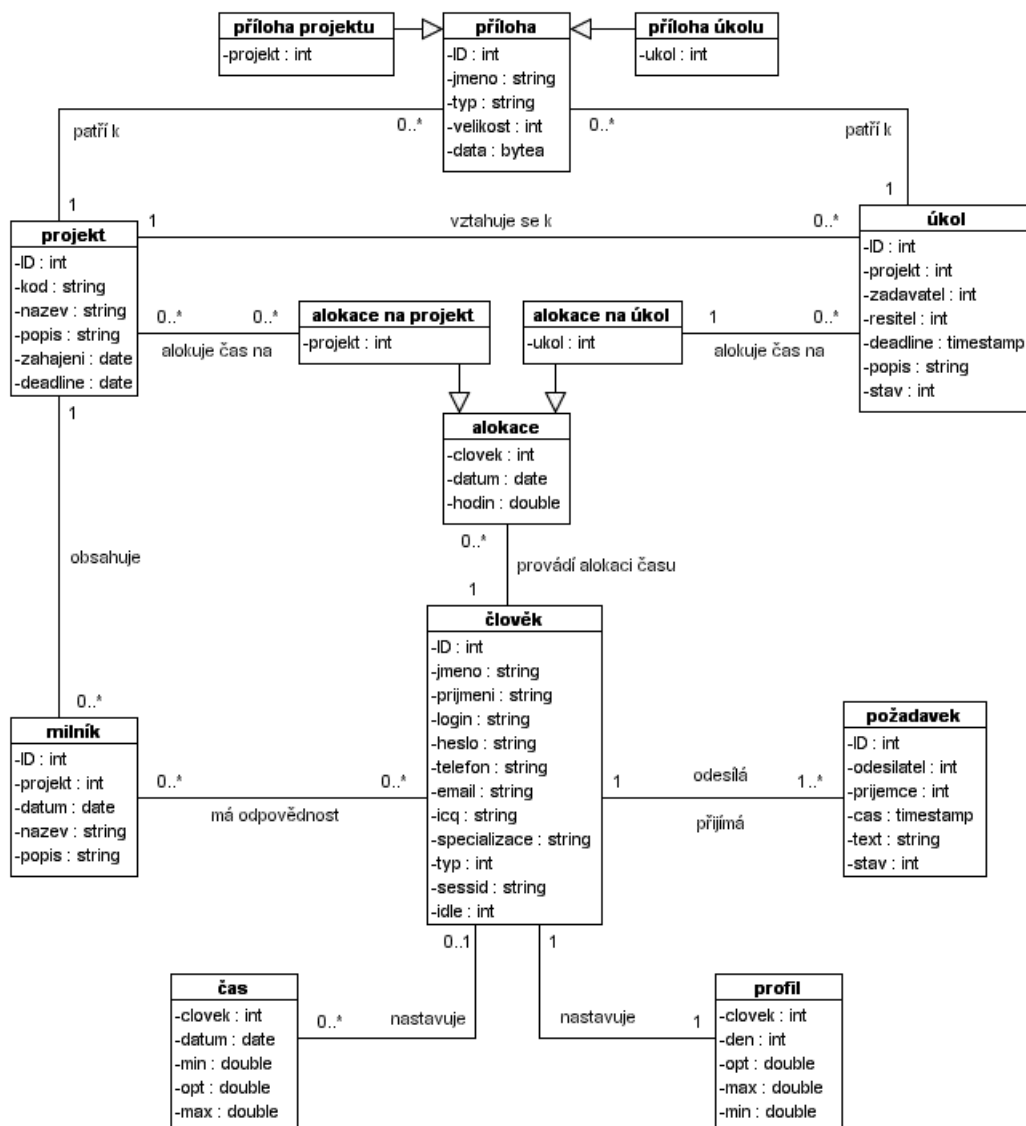 příloha projektu
-projekt : int
příloha
-ID : int
-jmeno : string
-typ : string
-velikost : int
-data : bytea
příloha úkolu
-ukol : int
patří k
0..*
1
0..*
patří k
1
1
vztahuje se k
0..*
projekt
-ID : int
-kod : string
-nazev : string
-popis : string
-zahajeni : date
-deadline : date
úkol
-ID : int
-projekt : int
-zadavatel : int
-resitel : int
-deadline : timestamp
-popis : string
-stav : int
0..*
0..*
alokuje čas na
alokace na projekt
-projekt : int
alokace na úkol
-ukol : int
1
0..*
alokuje čas na
alokace
-clovek : int
-datum : date
-hodin : double
1
obsahuje
0..*
0..*
provádí alokaci času
1
člověk
-ID : int
-jmeno : string
-prijmeni : string
-login : string
-heslo : string
-telefon : string
-email : string
-icq : string
-specializace : string
-typ : int
-sessid : string
-idle : int
milník
-ID : int
-projekt : int
-datum : date
-nazev : string
-popis : string
0..*
0..*
má odpovědnost
1
odesílá
1..*
přijímá
požadavek
-ID : int
-odesilatel : int
-prijemce : int
-cas : timestamp
-text : string
-stav : int
0..1
nastavuje
0..*
1
nastavuje
1
čas
-clovek : int
-datum : date
-min : double
-opt : double
-max : double
profil
-clovek : int
-den : int
-opt : double
-max : double
-min : double